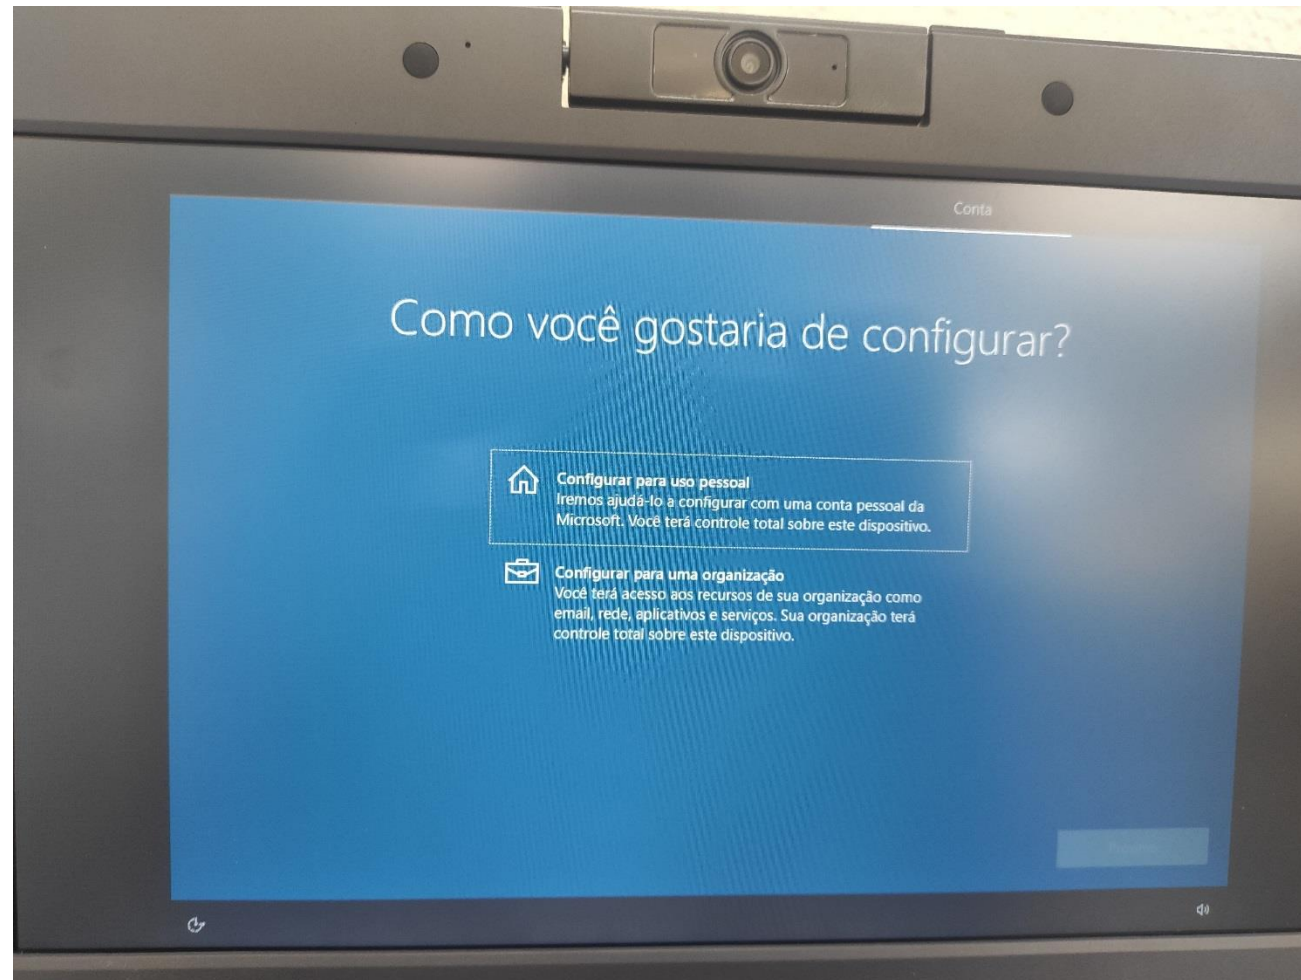 Conta
Como você gostaria de configurar?
Configurar para uso pessoal
Iremos ajudá-lo a configurar com uma conta pessoal da
Microsoft. Você terá controle total sobre este dispositivo.
Configurar para uma organização
Você terá acesso aos recursos de sua organização como
email, rede, aplicativos e serviços. Sua organização terá
controle total sobre este dispositivo.